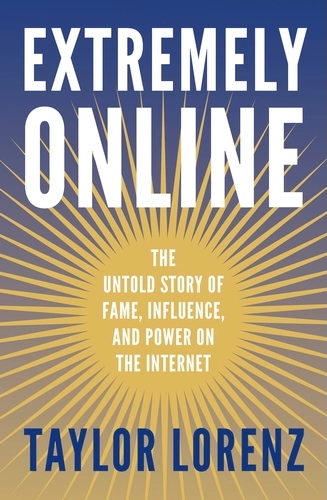 EXTREMELY
ONLINE
THE
UNTOLD STORY OF
FAME, INFLUENCE,
AND POWER ON
THE INTERNET
TAYLOR LORENZ